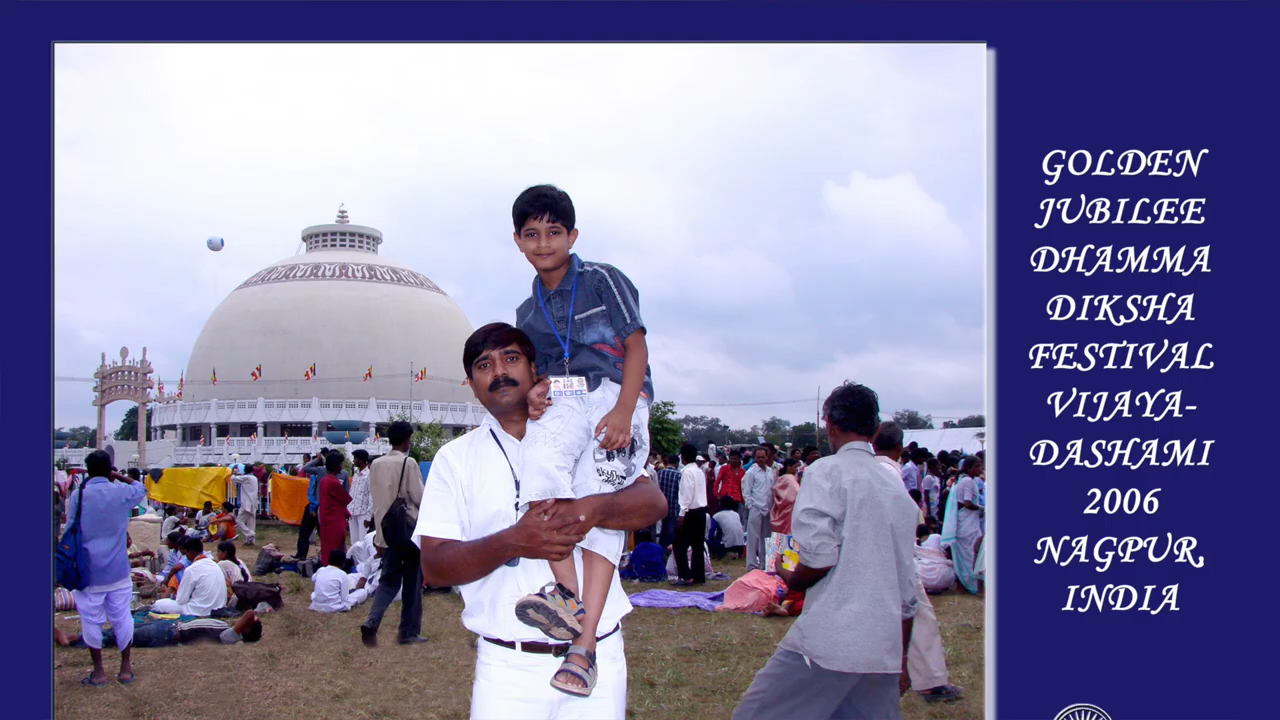 GOLDEN
JUBILEE
DHAMMA
DIKSHA
FESTIVAL
VIJAYA-
DASHAMI
2006
NAGPUR,
INDIA